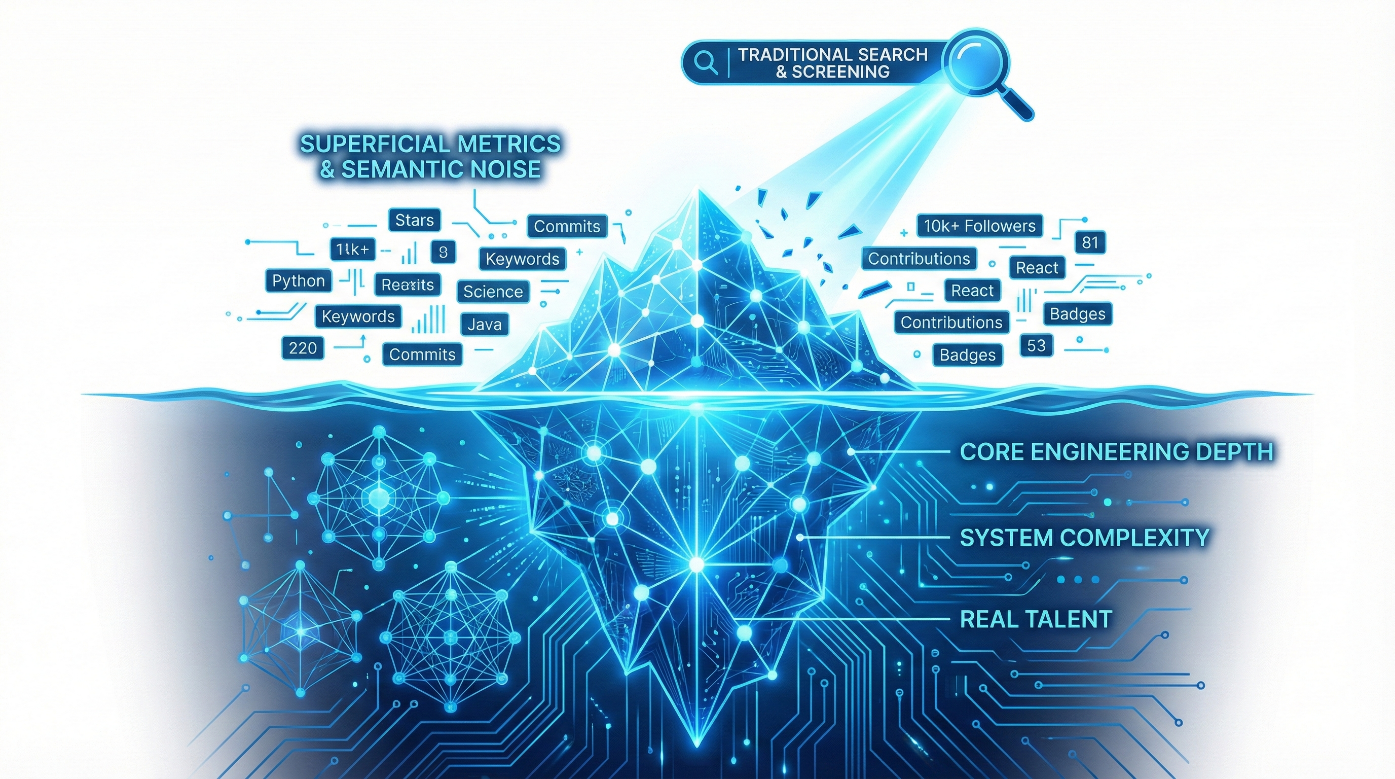 TRADITIONAL SEARCH
& SCREENING
SUPERFICIAL METRICS
& SEMANTIC NOISE
Stars
Commits
8
Keywords
Python
Science
Keywords
Java
220
Commits
10k+ Followers
81
Contributions
React
React
Badges
Contributions
53
Badges
CORE ENGINEERING DEPTH
SYSTEM COMPLEXITY
REAL TALENT